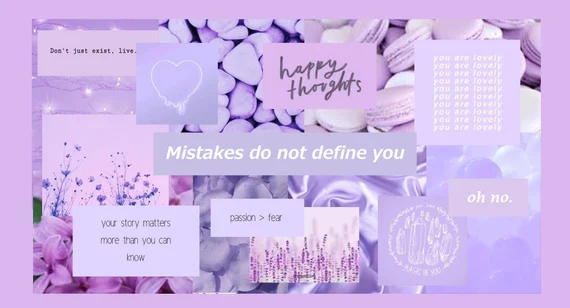 Don't just exist, live.
happy
thoughts
you are lovely
you are lovely
you are lovely
you are lovely
you are lovely
you are lovely
you are lovely
you are lovely
you are lovely
Mistakes do not define you
oh no.
your story matters
more than you can
know
passion > fear